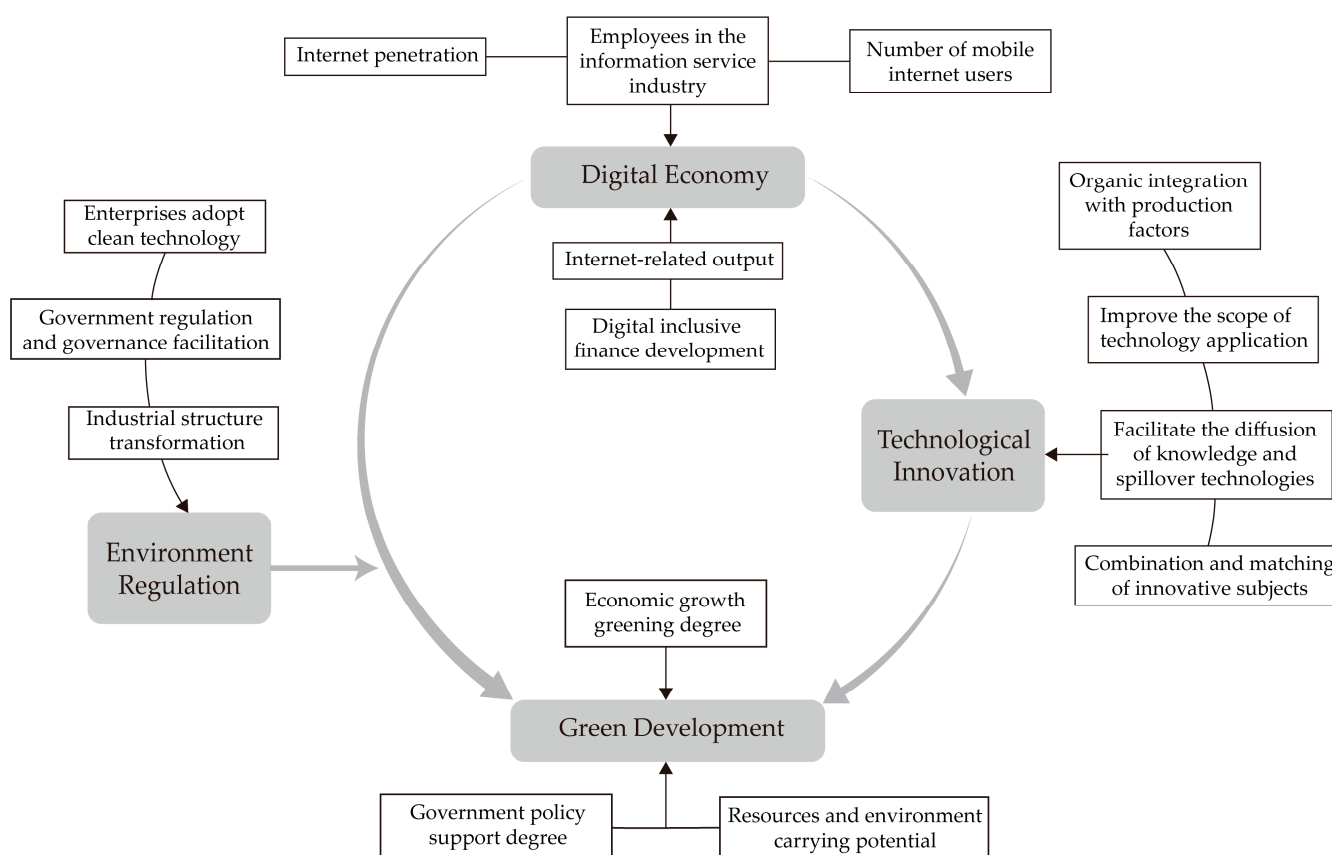 Internet penetration
Employees in the
information service
industry
Number of mobile
internet users
Digital Economy
Organic integration
with production
factors
Enterprises adopt
clean technology
Internet-related output
Government regulation
and governance facilitation
Digital inclusive
finance development
Improve the scope of
technology application
Industrial structure
transformation
Technological
Innovation
Facilitate the diffusion
of knowledge and
spillover technologies
Environment
Regulation
Combination and matching
of innovative subjects
Economic growth
greening degree
Green Development
Government policy
support degree
Resources and environment
carrying potential